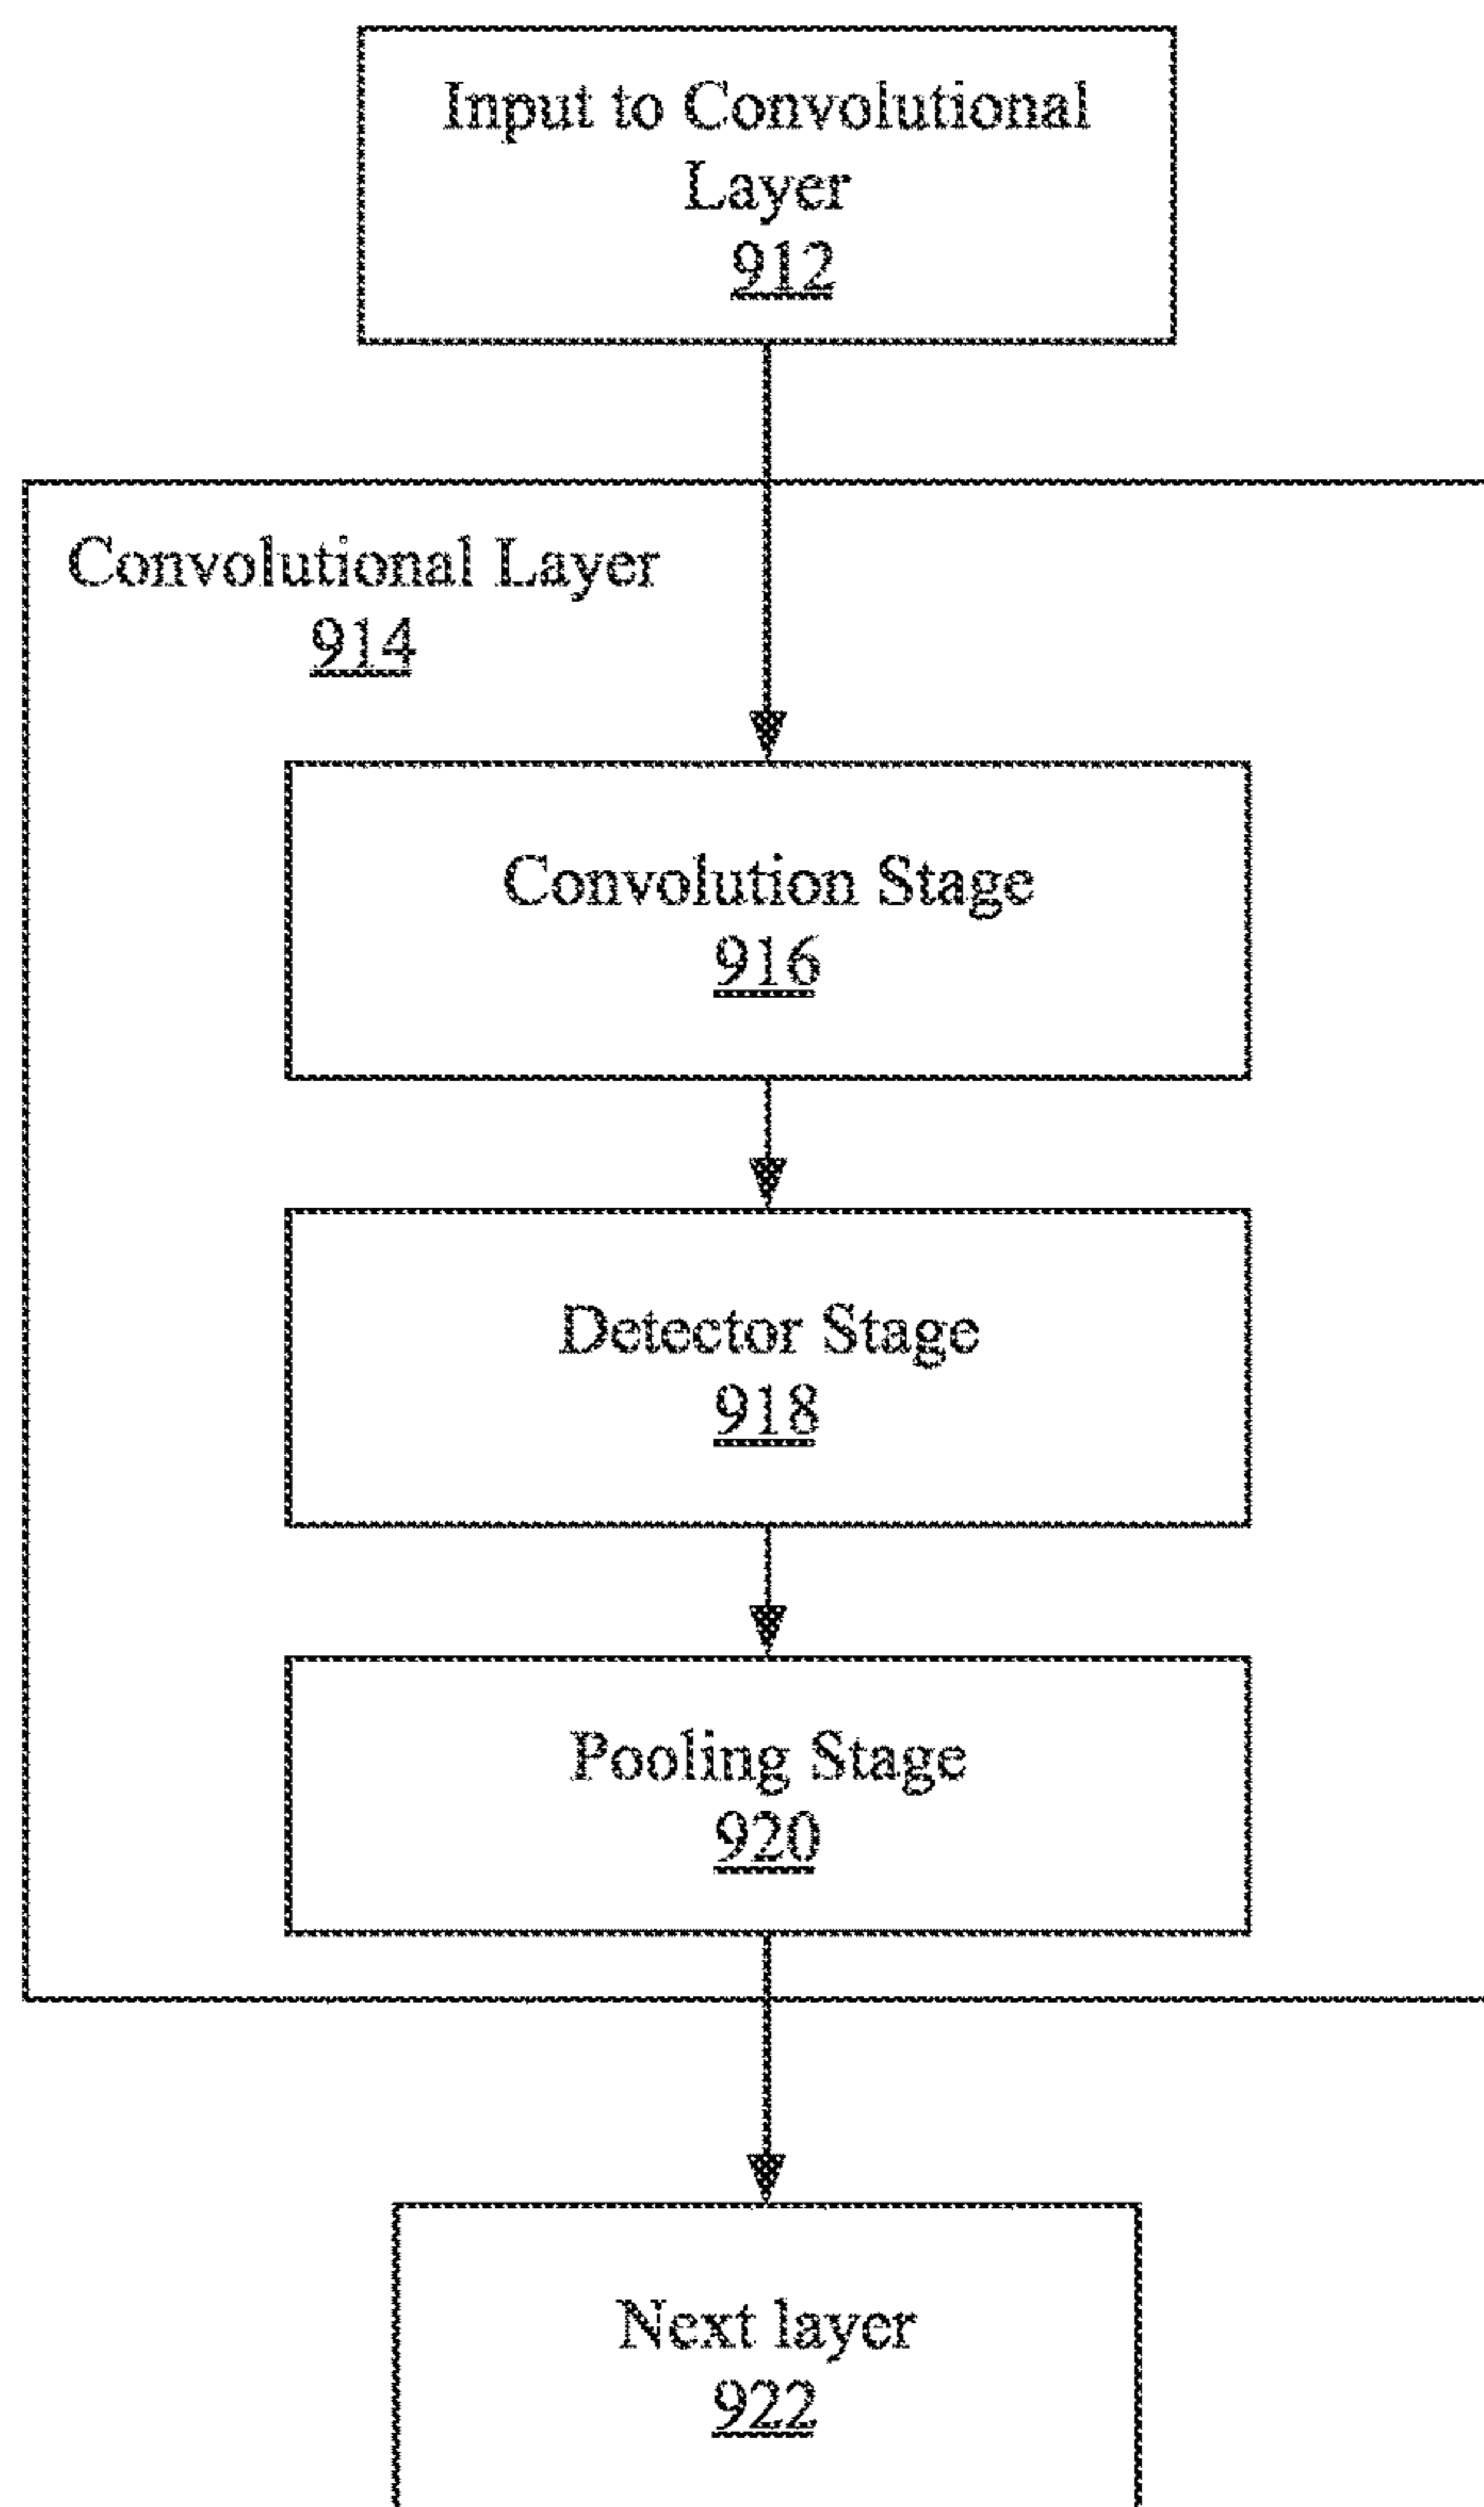 Input to Convolutional
Layer
912
Convolutional Layer
914
Convolution Stage
916
Detector Stage
918
Pooling Stage
920
Next layer
922